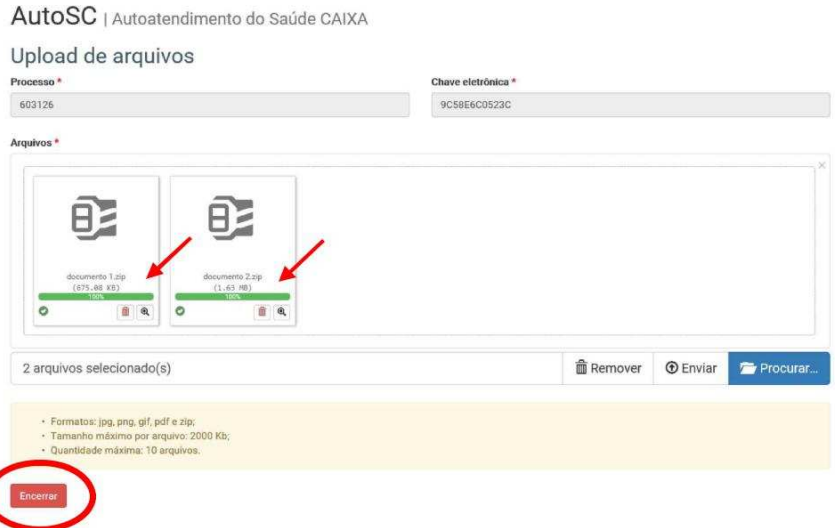 AutoSC | Autoatendimento do Saúde CAIXA
Upload de arquivos
Processo * Chave eletrônica *
603126 9C58E6C0523C
Arquivos *
×
documento 1.zip documento 2.zip
(675.08 KB) (1.63 MB)
100% 100%
2 arquivos selecionado(s) Remover Enviar Procurar...
• Formatos: jpg, png, gif, pdf e zip;
• Tamanho máximo por arquivo: 2000 Kb;
• Quantidade máxima: 10 arquivos.
Encerrar